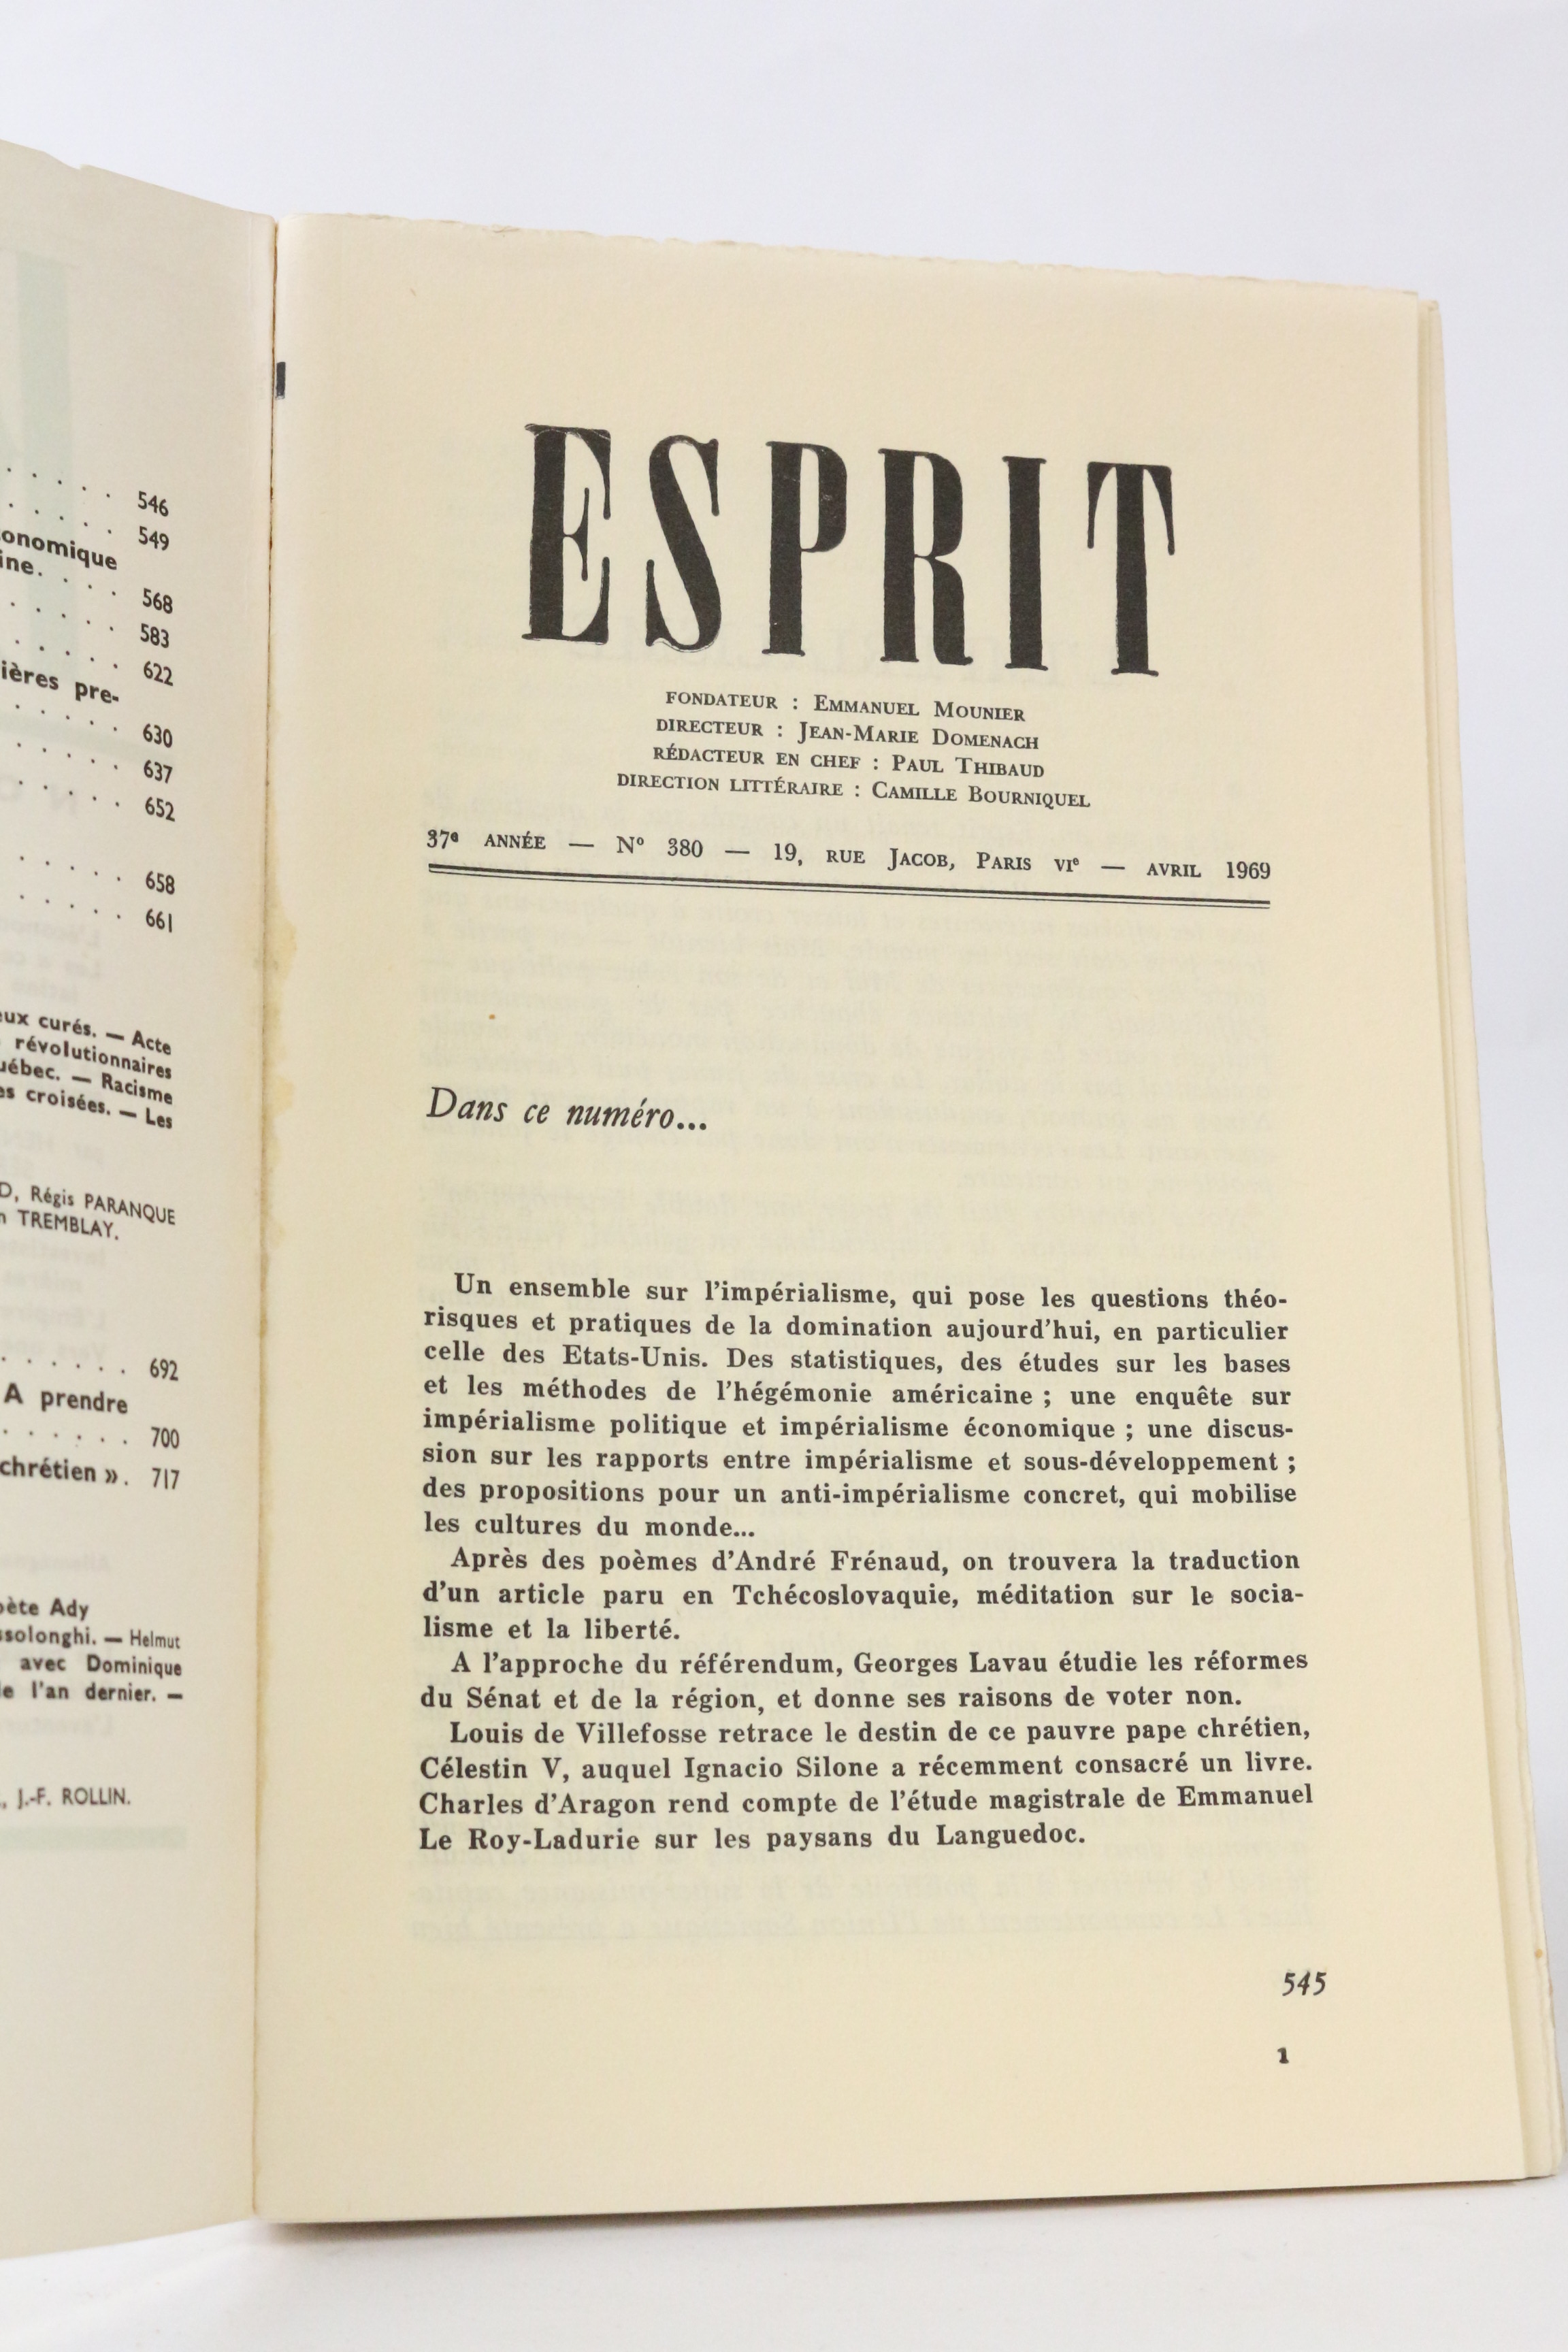 546
549
onomique
ine.
568
583
622
ières pre-
630
637
652
658
661
eux curés. — Acte
révolutionnaires
uébec. — Racisme
es croisées. — Les
D, Régis PARANQUE
n TREMBLAY.
692
A prendre
700
chrétien ». 717
oète Ady
ssolonghi. — Helmut
avec Dominique
de l'an dernier. —
, J.-F. ROLLIN.
ESPRIT
FONDATEUR : EMMANUEL MOUNIER
DIRECTEUR : JEAN-MARIE DOMENACH
RÉDACTEUR EN CHEF : PAUL THIBAUD
DIRECTION LITTÉRAIRE : CAMILLE BOURNIQUEL
37e ANNÉE — No 380 — 19, RUE JACOB, PARIS VIe — AVRIL 1969
Dans ce numéro...
Un ensemble sur l'impérialisme, qui pose les questions théo-
risques et pratiques de la domination aujourd'hui, en particulier
celle des Etats-Unis. Des statistiques, des études sur les bases
et les méthodes de l'hégémonie américaine ; une enquête sur
impérialisme politique et impérialisme économique ; une discus-
sion sur les rapports entre impérialisme et sous-développement ;
des propositions pour un anti-impérialisme concret, qui mobilise
les cultures du monde...
Après des poèmes d'André Frénaud, on trouvera la traduction
d'un article paru en Tchécoslovaquie, méditation sur le socia-
lisme et la liberté.
A l'approche du référendum, Georges Lavau étudie les réformes
du Sénat et de la région, et donne ses raisons de voter non.
Louis de Villefosse retrace le destin de ce pauvre pape chrétien,
Célestin V, auquel Ignacio Silone a récemment consacré un livre.
Charles d'Aragon rend compte de l'étude magistrale de Emmanuel
Le Roy-Ladurie sur les paysans du Languedoc.
545
1